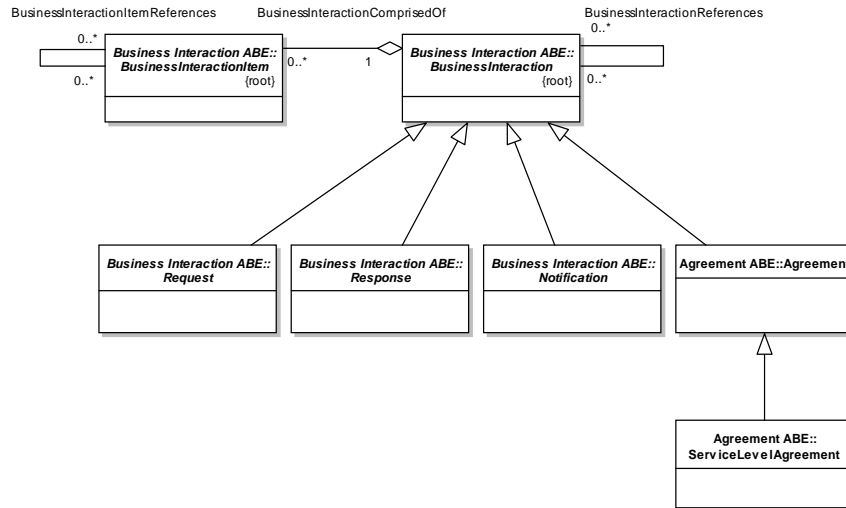 BusinessInteractionItemReferences
BusinessInteractionComprisedOf
BusinessInteractionReferences
0..*
0..*
Business Interaction ABE::
BusinessInteractionItem
{root}
0..*
1
Business Interaction ABE::
BusinessInteraction
{root}
0..*
0..*
Business Interaction ABE::
Request
Business Interaction ABE::
Response
Business Interaction ABE::
Notification
Agreement ABE::Agreement
Agreement ABE::
ServiceLevelAgreement